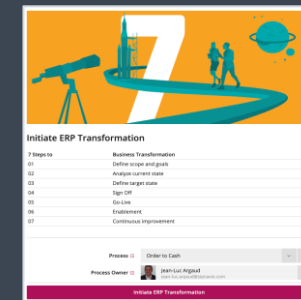 7
Initiate ERP Transformation
7 Steps to Business Transformation
01 Define scope and goals
02 Analyze current state
03 Define target state
04 Sign Off
05 Go-Live
06 Enablement
07 Continuous improvement
Process Order to Cash
Process Owner Jean-Luc Argaud
Initiate ERP Transformation